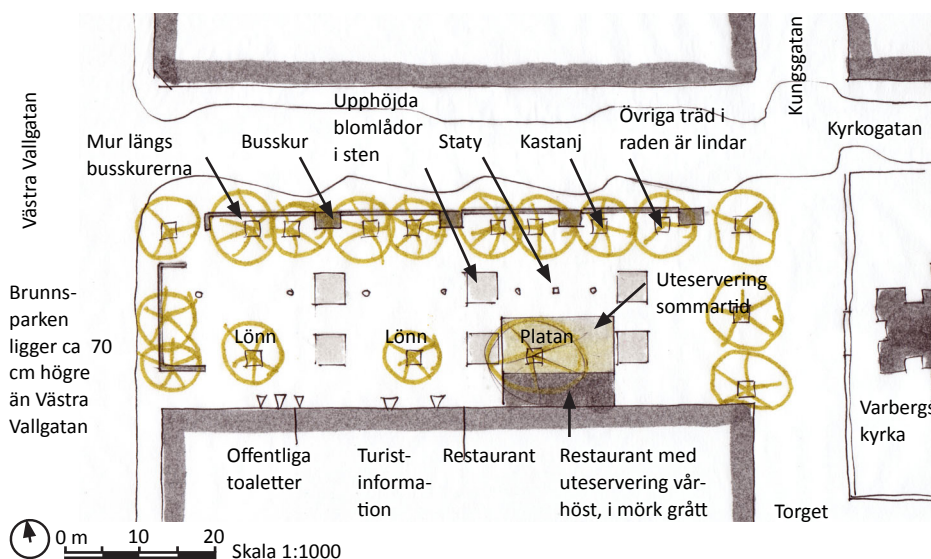 Västra Vallgatan
Kungsgatan
Kyrkogatan
Mur längs
busskurerna
Busskur
Upphöjda
blomlådor
i sten
Staty
Kastanj
Övriga träd i
raden är lindar
Uteservering
sommartid
Brunns-
parken
ligger ca 70
cm högre
än Västra
Vallgatan
Lönn
Lönn
Platan
Varbergs
kyrka
Offentliga
toaletter
Turist-
informa-
tion
Restaurant
Restaurant med
uteservering vår-
höst, i mörk grått
Torget
0 m 10 20
Skala 1:1000